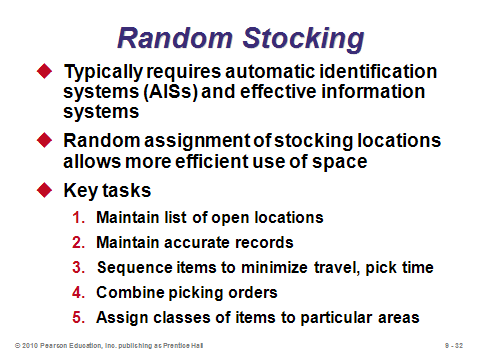 Random Stocking
◆ Typically requires automatic identification
systems (AISs) and effective information
systems
◆ Random assignment of stocking locations
allows more efficient use of space
◆ Key tasks
1. Maintain list of open locations
2. Maintain accurate records
3. Sequence items to minimize travel, pick time
4. Combine picking orders
5. Assign classes of items to particular areas
© 2010 Pearson Education, Inc. publishing as Prentice Hall
9 - 32